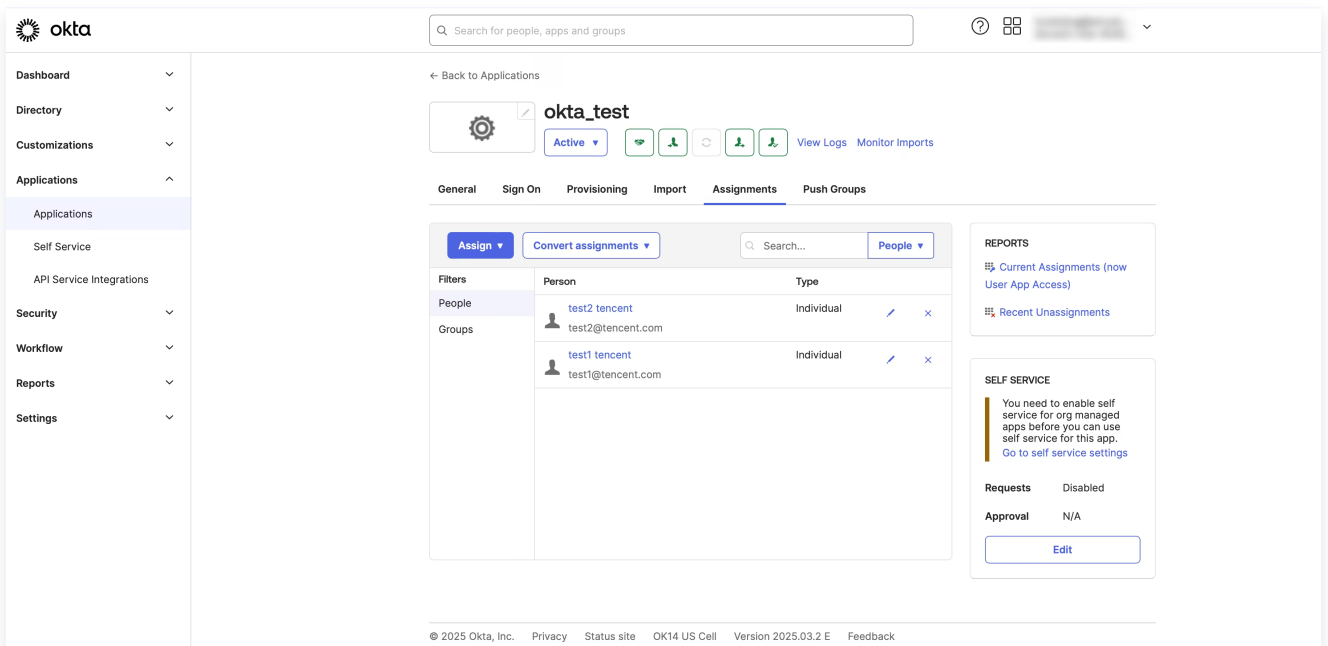 okta
Search for people, apps and groups
Dashboard
Directory
Customizations
Applications
Applications
Self Service
API Service Integrations
Security
Workflow
Reports
Settings
← Back to Applications
okta_test
Active ▼
View Logs Monitor Imports
General Sign On Provisioning Import Assignments Push Groups
Assign ▼ Convert assignments ▼ Search... People ▼
Filters
People
Groups
Person Type
test2 tencent Individual
test2@tencent.com
test1 tencent Individual
test1@tencent.com
REPORTS
Current Assignments (now
User App Access)
Recent Unassignments
SELF SERVICE
You need to enable self
service for org managed
apps before you can use
self service for this app.
Go to self service settings
Requests Disabled
Approval N/A
Edit
© 2025 Okta, Inc. Privacy Status site OK14 US Cell Version 2025.03.2 E Feedback